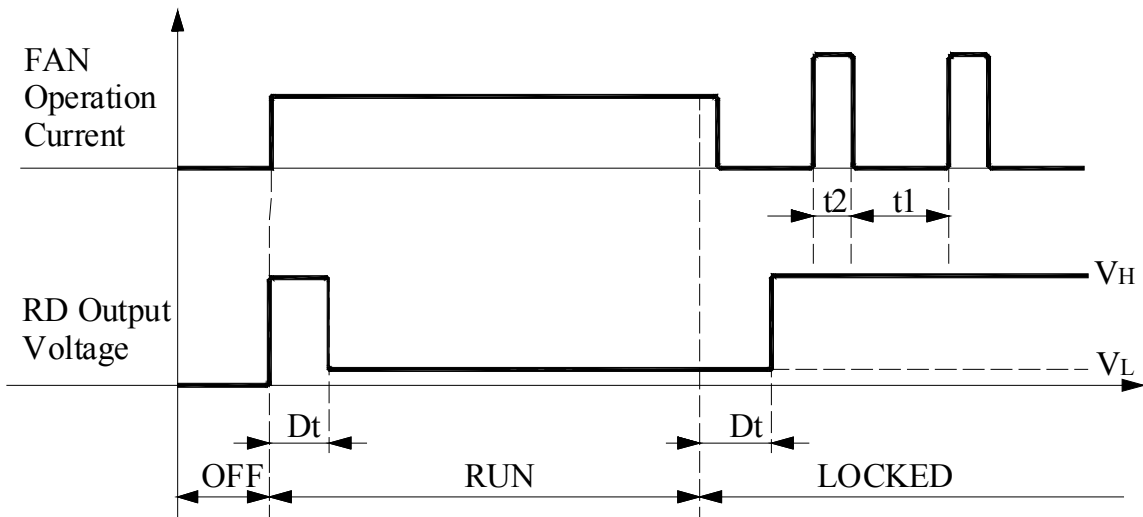 FAN
Operation
Current
t2
t1
RD Output
Voltage
VH
VL
Dt
Dt
OFF
RUN
LOCKED